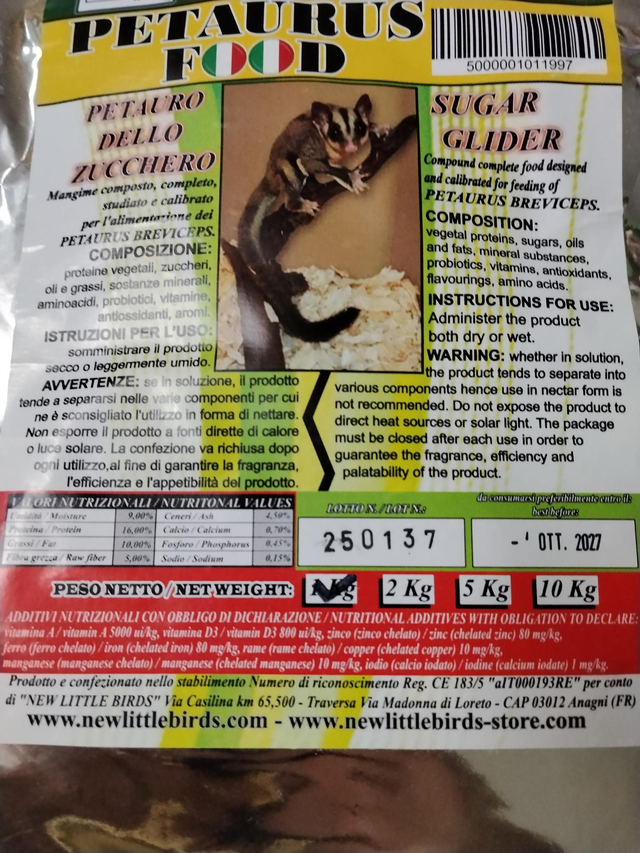 PETAURUS
FOOD
5000001011997
PETAURO
DELLO
ZUCCHERO
Mangime composto, completo,
studiato e calibrato
per l'alimentazione dei
PETAURUS BREVICEPS.
COMPOSIZIONE:
proteine vegetali, zuccheri,
oli e grassi, sostanze minerali,
aminoacidi, probiotici, vitamine,
antiossidanti, aromi.
ISTRUZIONI PER L'USO:
somministrare il prodotto
secco o leggermente umido.
AVVERTENZE: se in soluzione, il prodotto
tende a separarsi nelle varie componenti per cui
ne è sconsigliato l'utilizzo in forma di nettare.
Non esporre il prodotto a fonti dirette di calore
o luce solare. La confezione va richiusa dopo
ogni utilizzo,al fine di garantire la fragranza,
l'efficienza e l'appetibilità del prodotto.
SUGAR
GLIDER
Compound complete food designed
and calibrated for feeding of
PETAURUS BREVICEPS.
COMPOSITION:
vegetal proteins, sugars, oils
and fats, mineral substances,
probiotics, vitamins, antioxidants,
flavourings, amino acids.
INSTRUCTIONS FOR USE:
Administer the product
both dry or wet.
WARNING: whether in solution,
the product tends to separate into
various components hence use in nectar form is
not recommended. Do not expose the product to
direct heat sources or solar light. The package
must be closed after each use in order to
guarantee the fragrance, efficiency and
palatability of the product.
VALORI NUTRIZIONALI / NUTRITONAL VALUES
Umidità / Moisture 9,00% Ceneri / Ash 4,50%
Proteina / Protein 16,00% Calcio / Calcium 0,70%
Grassi / Fat 10,00% Fosforo / Phosphorus 0,45%
Fibra grezza / Raw fiber 5,00% Sodio / Sodium 0,15%
LOTTO N. / LOT N.:
250137
da consumarsi preferibilmente entro il:
best before:
- ' OTT. 2027
PESO NETTO / NET WEIGHT: 1 Kg 2 Kg 5 Kg 10 Kg
ADDITIVI NUTRIZIONALI CON OBBLIGO DI DICHIARAZIONE / NUTRITIONAL ADDITIVES WITH OBLIGATION TO DECLARE:
vitamina A / vitamin A 5000 ui/kg, vitamina D3 / vitamin D3 800 ui/kg, zinco (zinco chelato) / zinc (chelated zinc) 80 mg/kg,
ferro (ferro chelato) / iron (chelated iron) 80 mg/kg, rame (rame chelato) / copper (chelated copper) 10 mg/kg,
manganese (manganese chelato) / manganese (chelated manganese) 10 mg/kg, iodio (calcio iodato) / iodine (calcium iodate) 1 mg/kg.
Prodotto e confezionato nello stabilimento Numero di riconoscimento Reg. CE 183/5 "aIT000193RE" per conto
di "NEW LITTLE BIRDS" Via Casilina km 65,500 - Traversa Via Madonna di Loreto - CAP 03012 Anagni (FR)
www.newlittlebirds.com - www.newlittlebirds-store.com